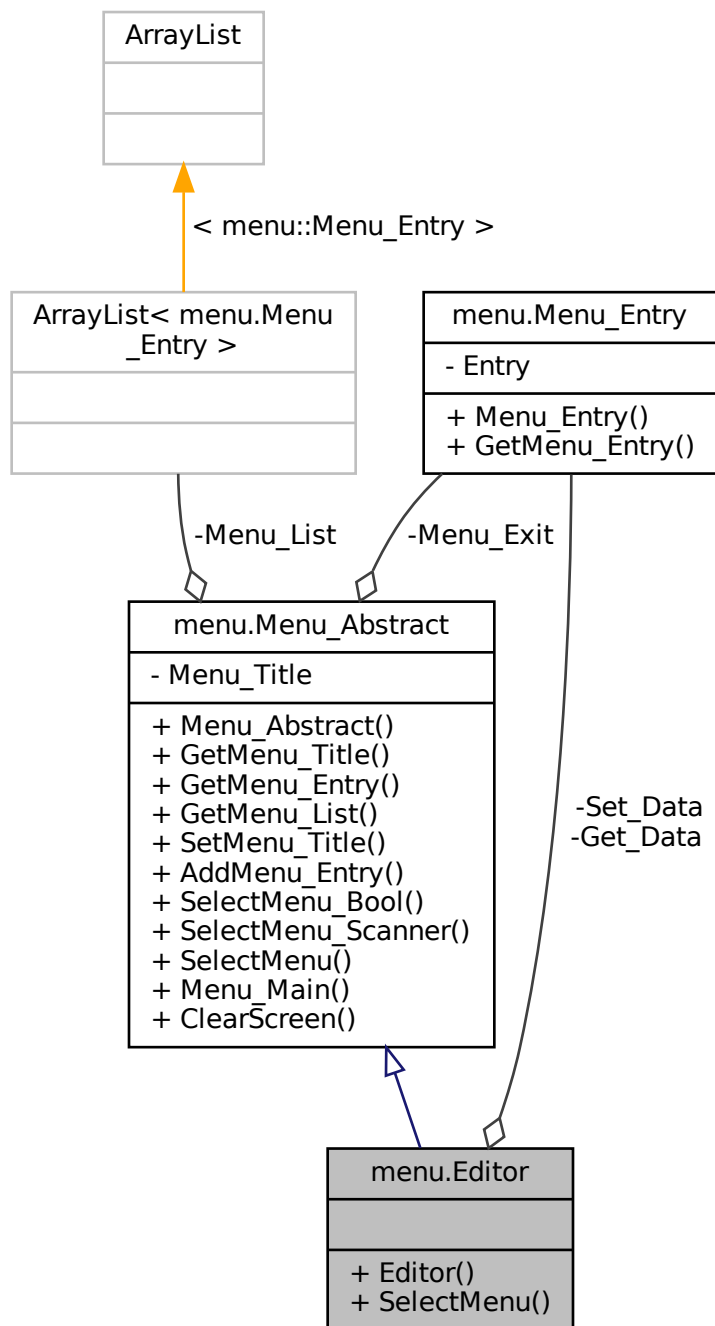 ArrayList
< menu::Menu_Entry >
ArrayList< menu.Menu
_Entry >
menu.Menu_Entry
- Entry
+ Menu_Entry()
+ GetMenu_Entry()
-Menu_List
-Menu_Exit
menu.Menu_Abstract
- Menu_Title
+ Menu_Abstract()
+ GetMenu_Title()
+ GetMenu_Entry()
+ GetMenu_List()
+ SetMenu_Title()
+ AddMenu_Entry()
+ SelectMenu_Bool()
+ SelectMenu_Scanner()
+ SelectMenu()
+ Menu_Main()
+ ClearScreen()
-Set_Data
-Get_Data
menu.Editor
+ Editor()
+ SelectMenu()